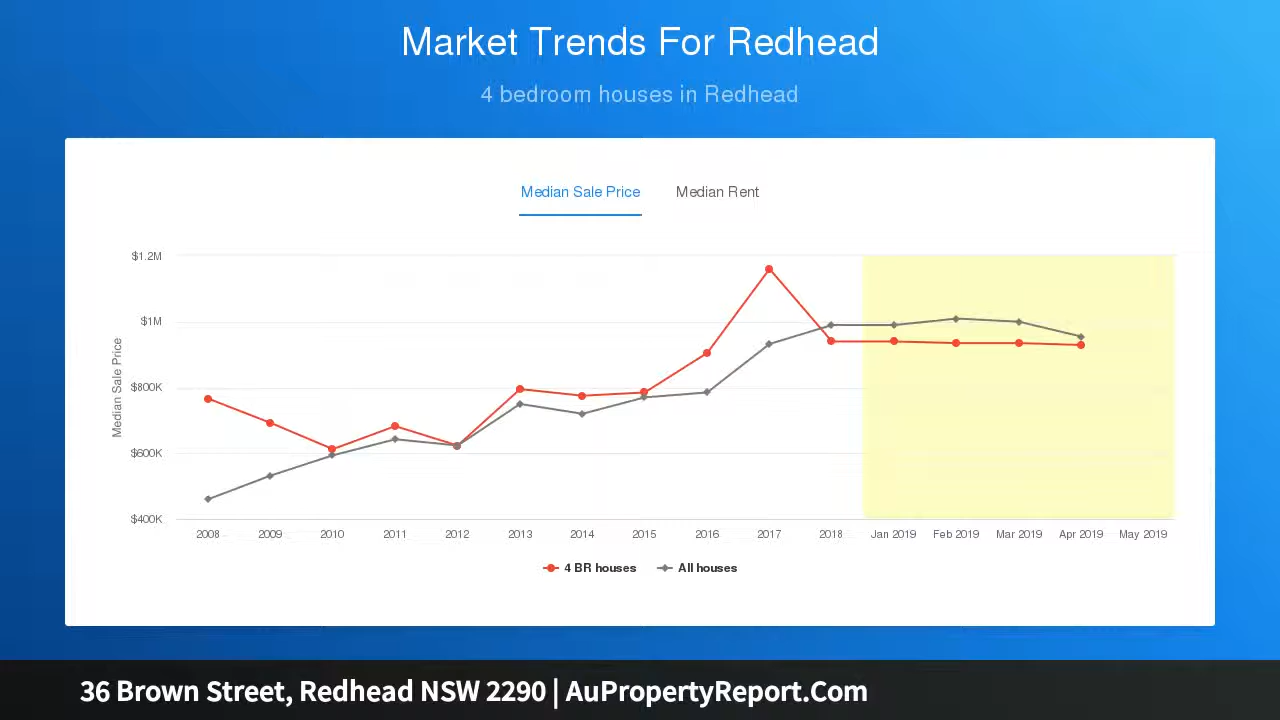 Market Trends For Redhead
4 bedroom houses in Redhead
Median Sale Price Median Rent
Median Sale Price
$1.2M
$1M
$800K
$600K
$400K
2008 2009 2010 2011 2012 2013 2014 2015 2016 2017 2018 Jan 2019 Feb 2019 Mar 2019 Apr 2019 May 2019
4 BR houses All houses
36 Brown Street, Redhead NSW 2290 | AuPropertyReport.Com